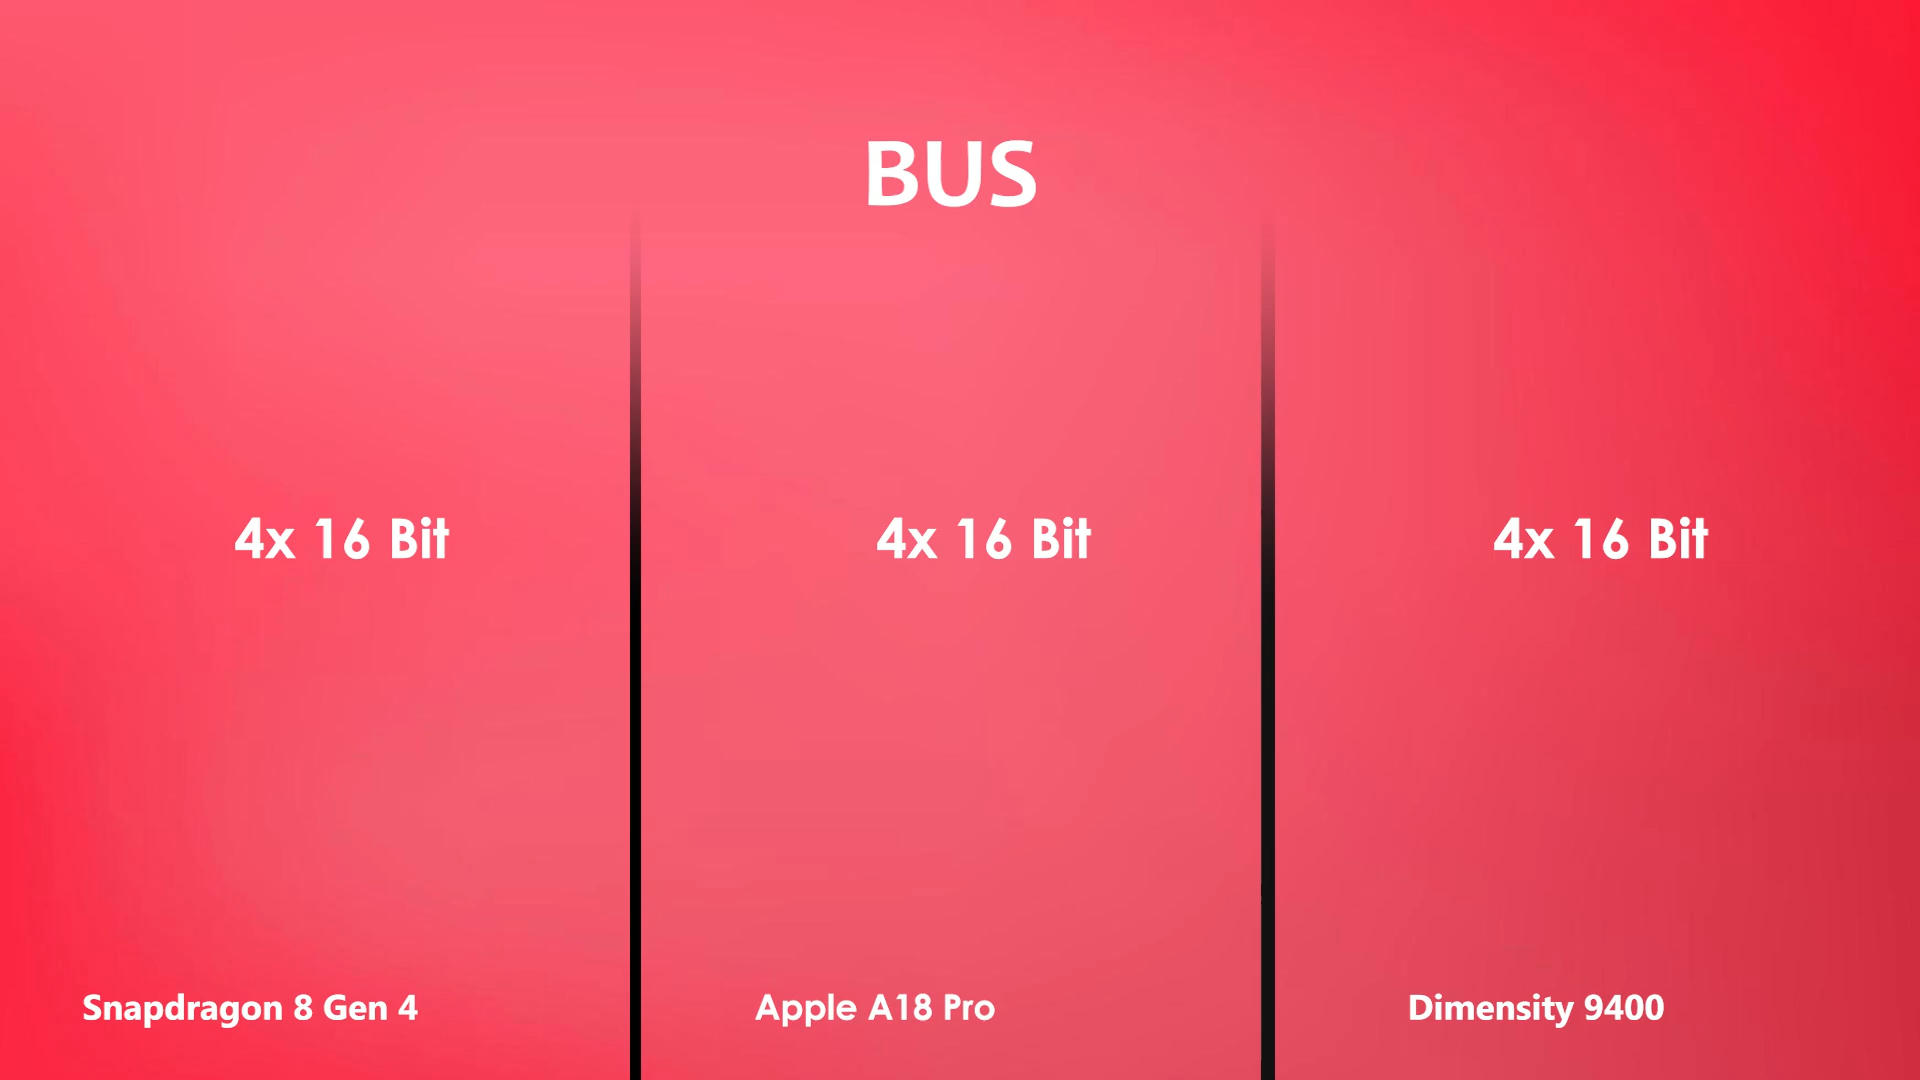 BUS
4x 16 Bit
4x 16 Bit
4x 16 Bit
Snapdragon 8 Gen 4
Apple A18 Pro
Dimensity 9400